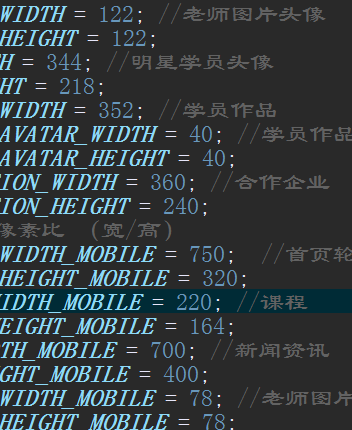 WIDTH = 122; //老师图片头像
HEIGHT = 122;
TH = 344; //明星学员头像
HT = 218;
WIDTH = 352; //学员作品
AVATAR_WIDTH = 40; //学员作品
AVATAR_HEIGHT = 40;
ION_WIDTH = 360; //合作企业
ION_HEIGHT = 240;
像素比 (宽/高)
WIDTH_MOBILE = 750; //首页轮
HEIGHT_MOBILE = 320;
WIDTH_MOBILE = 220; //课程
HEIGHT_MOBILE = 164;
TH_MOBILE = 700; //新闻资讯
GHT_MOBILE = 400;
WIDTH_MOBILE = 78; //老师图片
HEIGHT_MOBILE = 78;